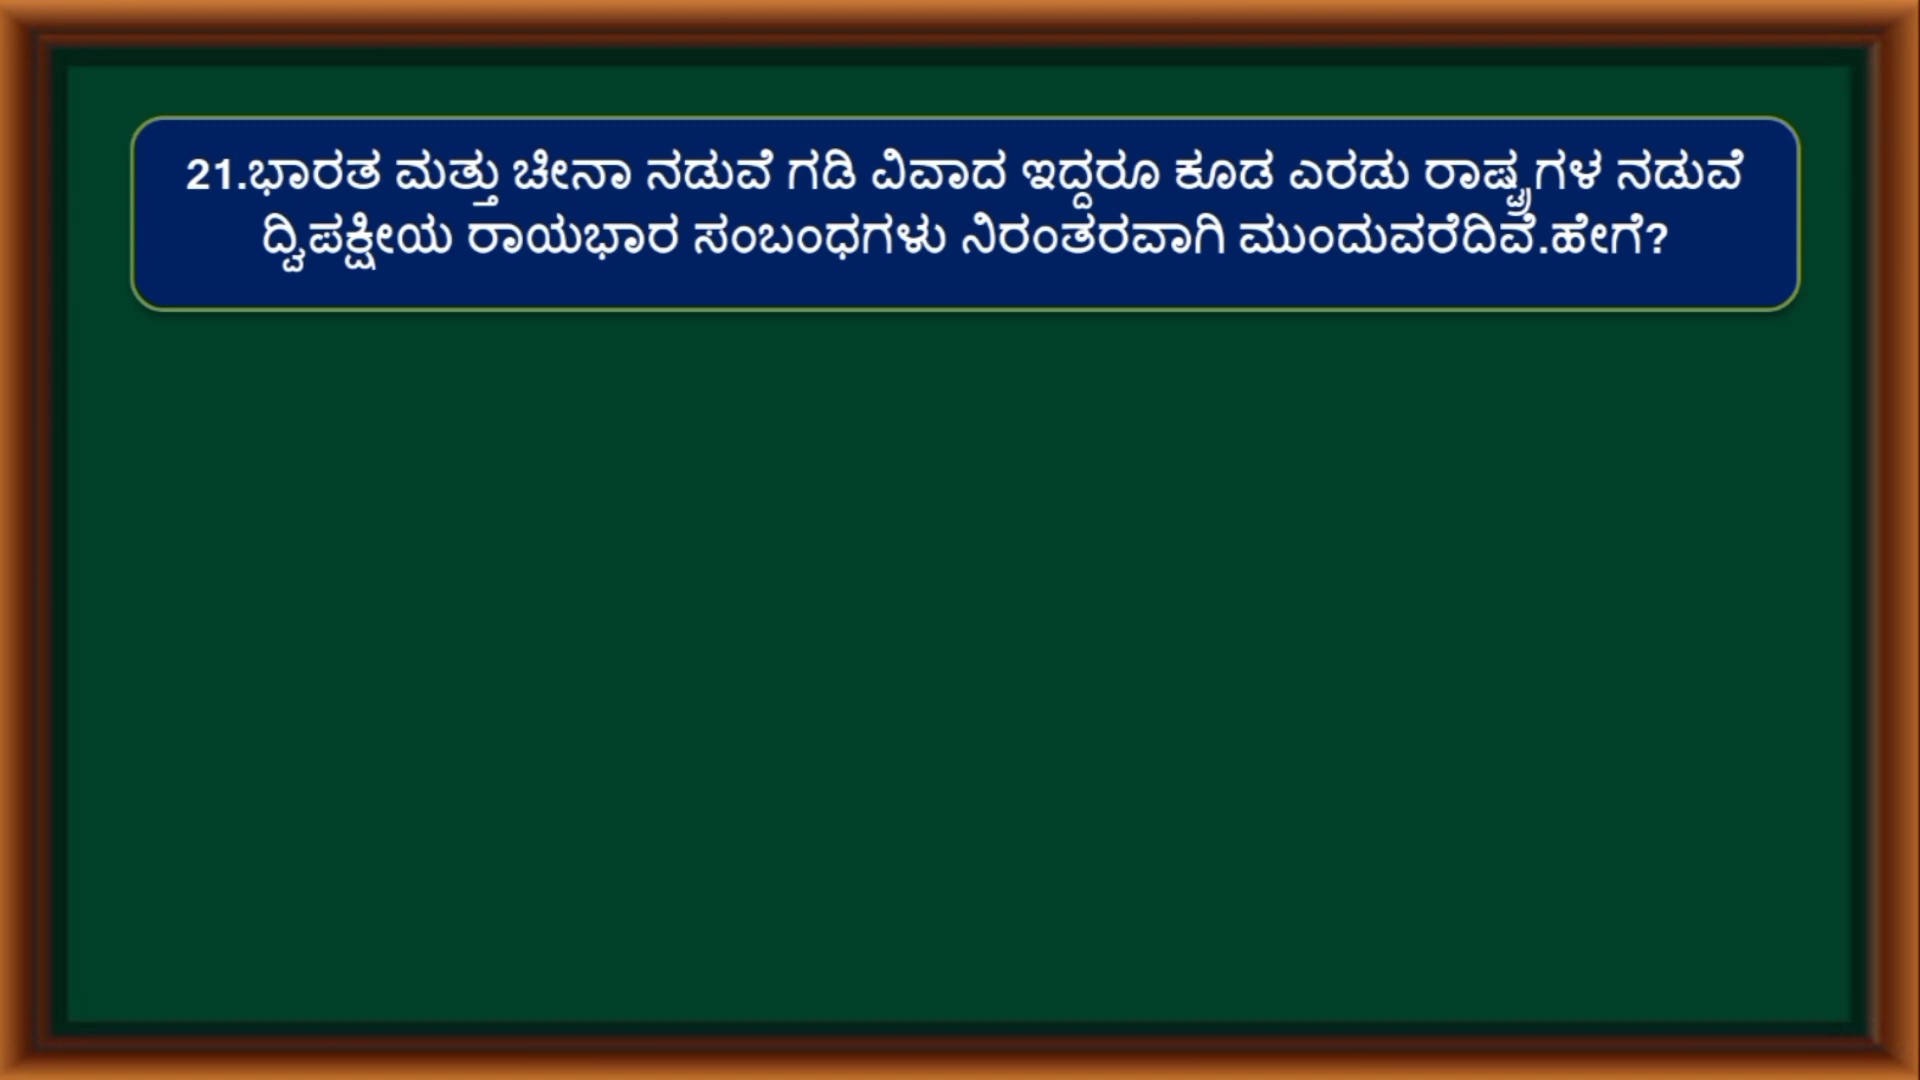 21.ಭಾರತ ಮತ್ತು ಚೀನಾ ನಡುವೆ ಗಡಿ ವಿವಾದ ಇದ್ದರೂ ಕೂಡ ಎರಡು ರಾಷ್ಟ್ರಗಳ ನಡುವೆ
ದ್ವಿಪಕ್ಷೀಯ ರಾಯಭಾರ ಸಂಬಂಧಗಳು ನಿರಂತರವಾಗಿ ಮುಂದುವರೆದಿವೆ.ಹೇಗೆ?